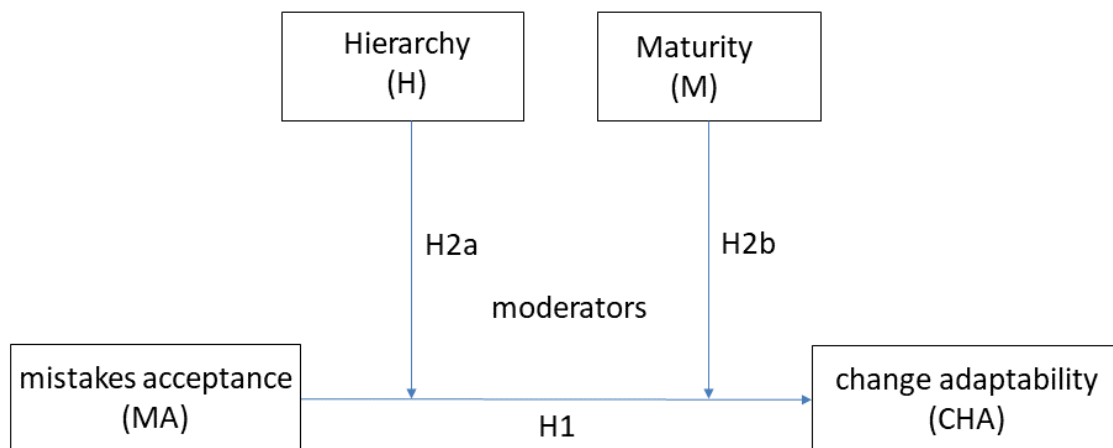 Hierarchy
(H)
Maturity
(M)
H2a
H2b
moderators
mistakes acceptance
(MA)
change adaptability
(CHA)
H1